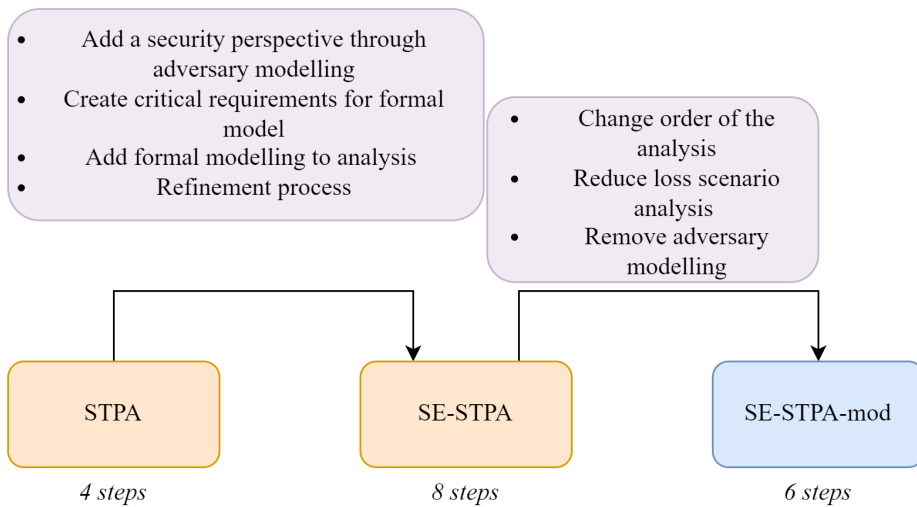 • Add a security perspective through
adversary modelling
• Create critical requirements for formal
model
• Add formal modelling to analysis
• Refinement process
• Change order of the
analysis
• Reduce loss scenario
analysis
• Remove adversary
modelling
STPA
SE-STPA
SE-STPA-mod
4 steps
8 steps
6 steps